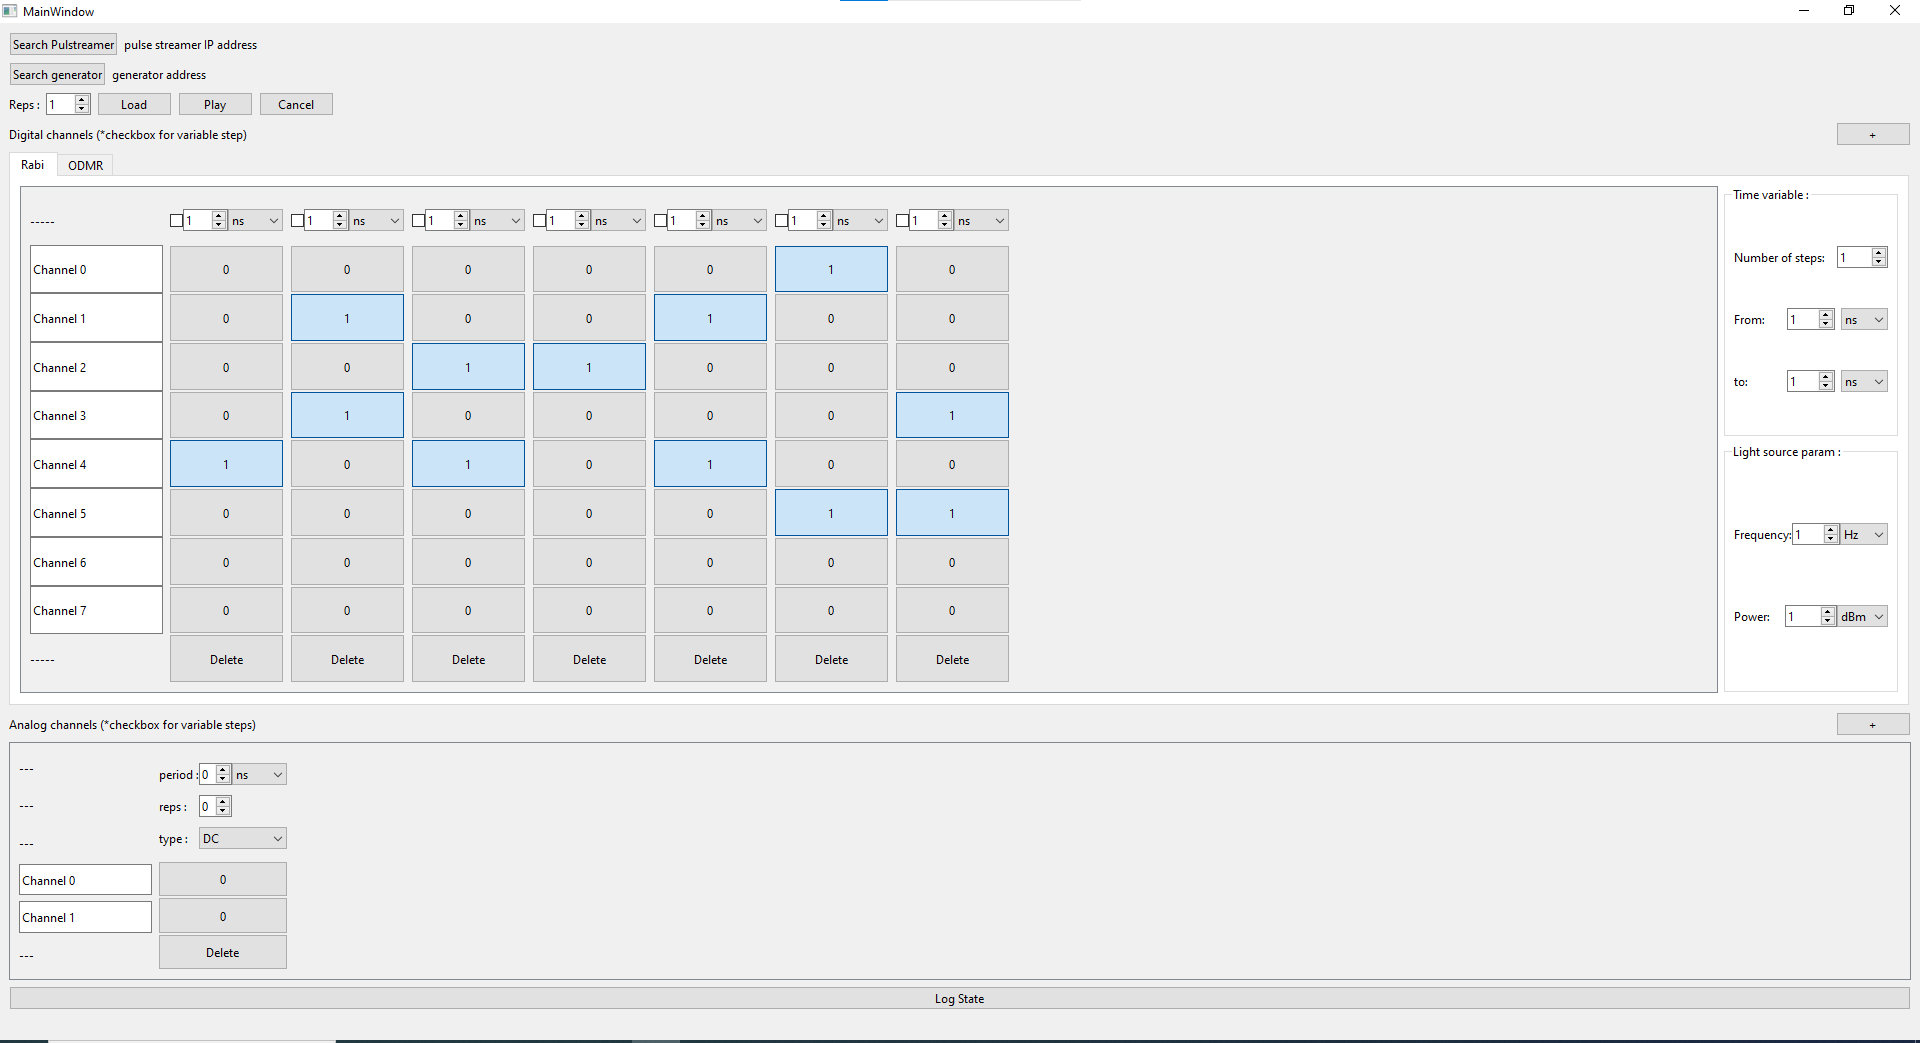 MainWindow
Search Pulstreamer pulse streamer IP address
Search generator generator address
Reps : 1 Load Play Cancel
Digital channels (*checkbox for variable step) +
Rabi ODMR
----- 1 ns 1 ns 1 ns 1 ns 1 ns 1 ns 1 ns
Channel 0 0 0 0 0 0 1 0
Channel 1 0 1 0 0 1 0 0
Channel 2 0 0 1 1 0 0 0
Channel 3 0 1 0 0 0 0 1
Channel 4 1 0 1 0 1 0 0
Channel 5 0 0 0 0 0 1 1
Channel 6 0 0 0 0 0 0 0
Channel 7 0 0 0 0 0 0 0
----- Delete Delete Delete Delete Delete Delete Delete
Time variable :
Number of steps: 1
From: 1 ns
to: 1 ns
Light source param :
Frequency: 1 Hz
Power: 1 dBm
Analog channels (*checkbox for variable steps) +
--- period : 0 ns
--- reps : 0
--- type : DC
Channel 0 0
Channel 1 0
--- Delete
Log State